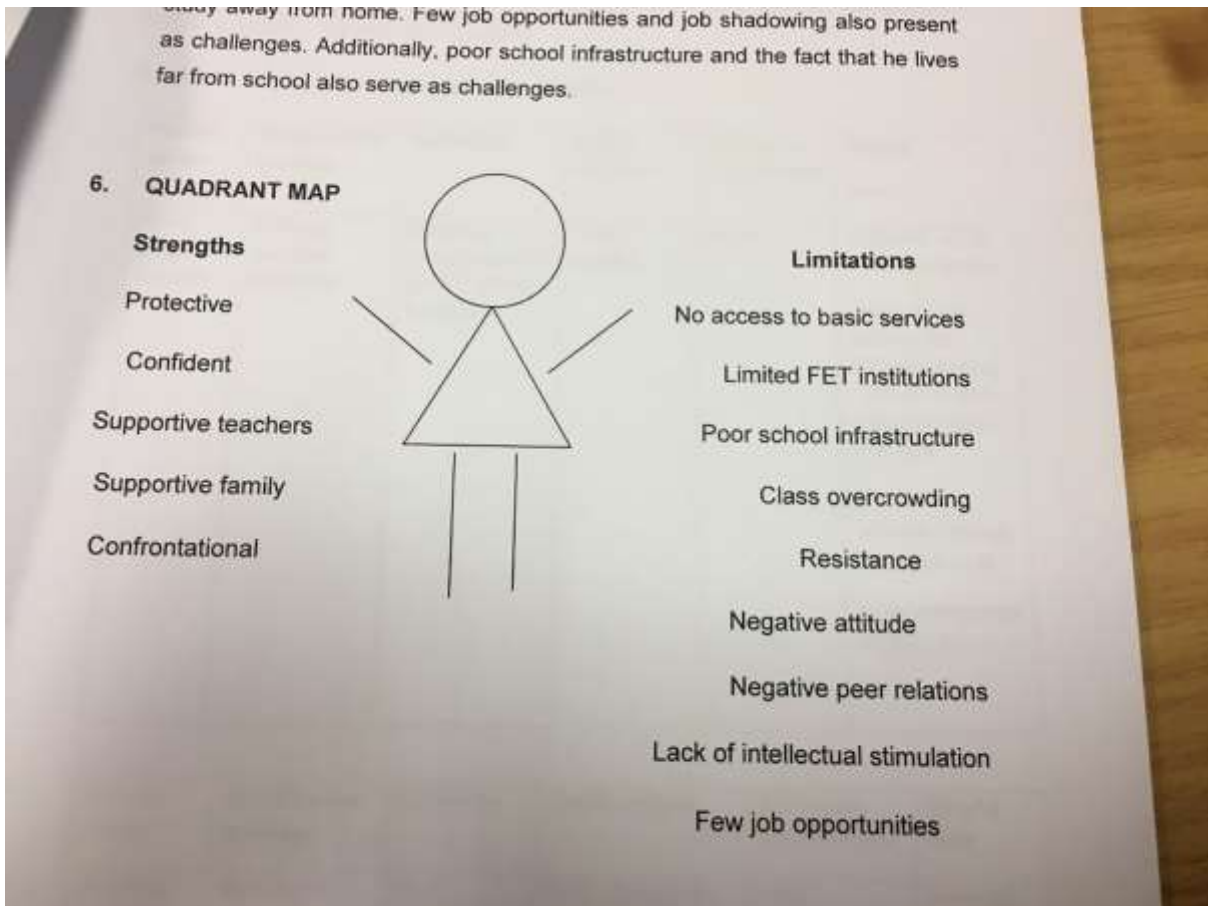 study away from home. Few job opportunities and job shadowing also present
as challenges. Additionally, poor school infrastructure and the fact that he lives
far from school also serve as challenges.
6. QUADRANT MAP
Strengths
Protective
Confident
Supportive teachers
Supportive family
Confrontational
Limitations
No access to basic services
Limited FET institutions
Poor school infrastructure
Class overcrowding
Resistance
Negative attitude
Negative peer relations
Lack of intellectual stimulation
Few job opportunities